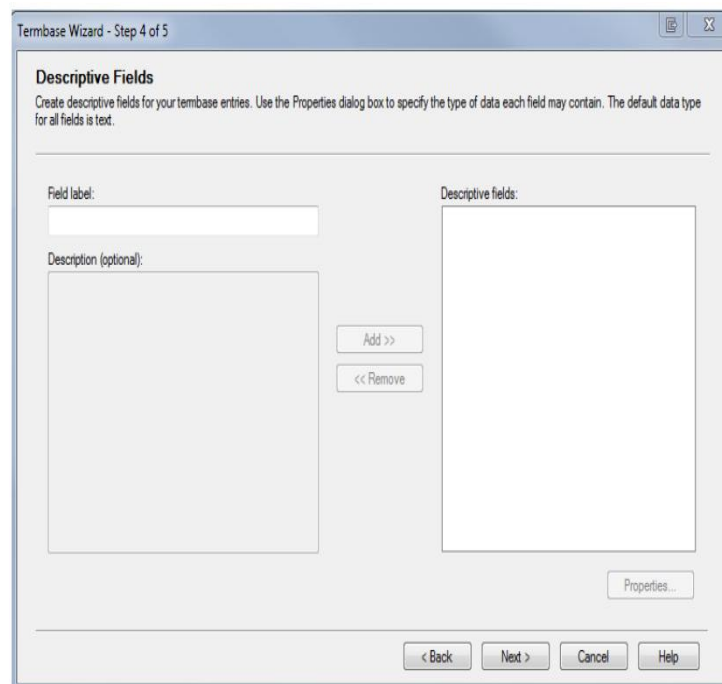 Termbase Wizard - Step 4 of 5
Descriptive Fields
Create descriptive fields for your termbase entries. Use the Properties dialog box to specify the type of data each field may contain. The default data type
for all fields is text.
Field label:
Descriptive fields:
Description (optional):
Add >>
<< Remove
Properties...
< Back
Next >
Cancel
Help